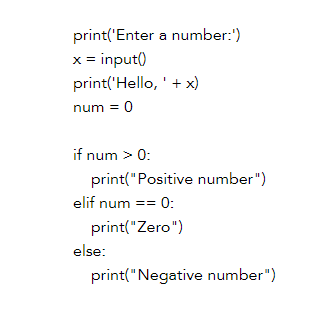 print('Enter a number:')
x = input()
print('Hello, ' + x)
num = 0

if num > 0:
    print("Positive number")
elif num == 0:
    print("Zero")
else:
    print("Negative number")